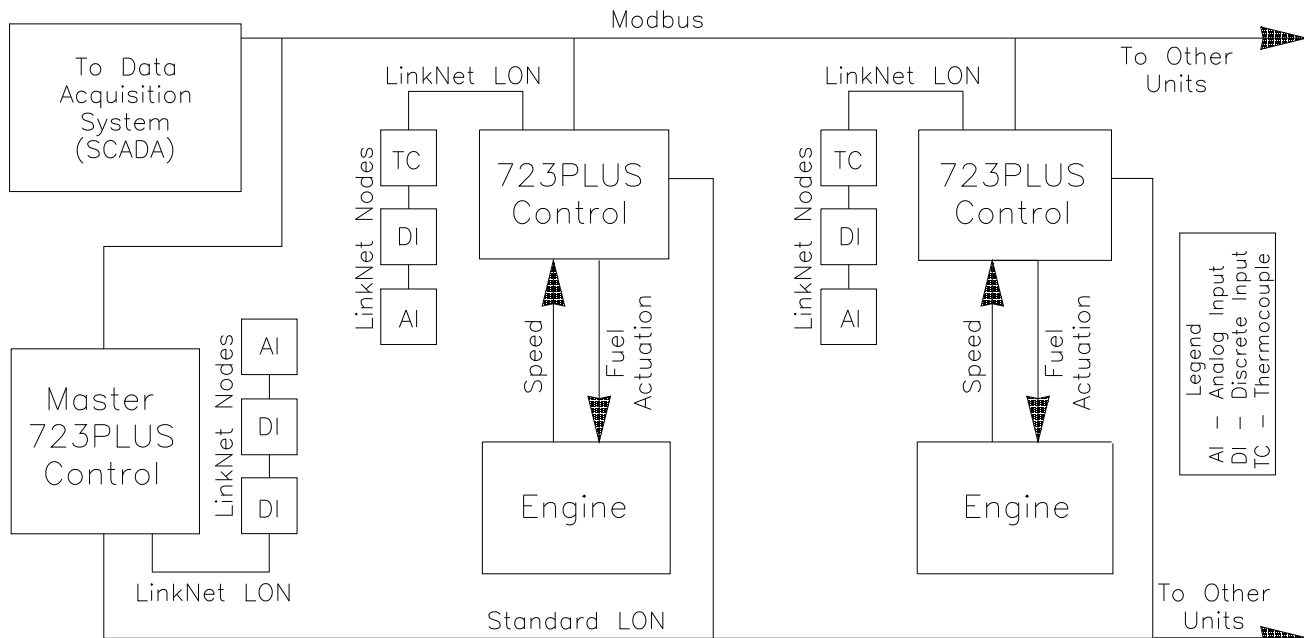 Modbus
To Data
Acquisition
System
(SCADA)
To Other
Units
LinkNet LON
LinkNet Nodes
TC
DI
AI
723PLUS
Control
Speed
Fuel
Actuation
Engine
LinkNet LON
LinkNet Nodes
TC
DI
AI
723PLUS
Control
Speed
Fuel
Actuation
Engine
Legend
AI – Analog Input
DI – Discrete Input
TC – Thermocouple
Master
723PLUS
Control
LinkNet Nodes
AI
DI
DI
LinkNet LON
Standard LON
To Other
Units